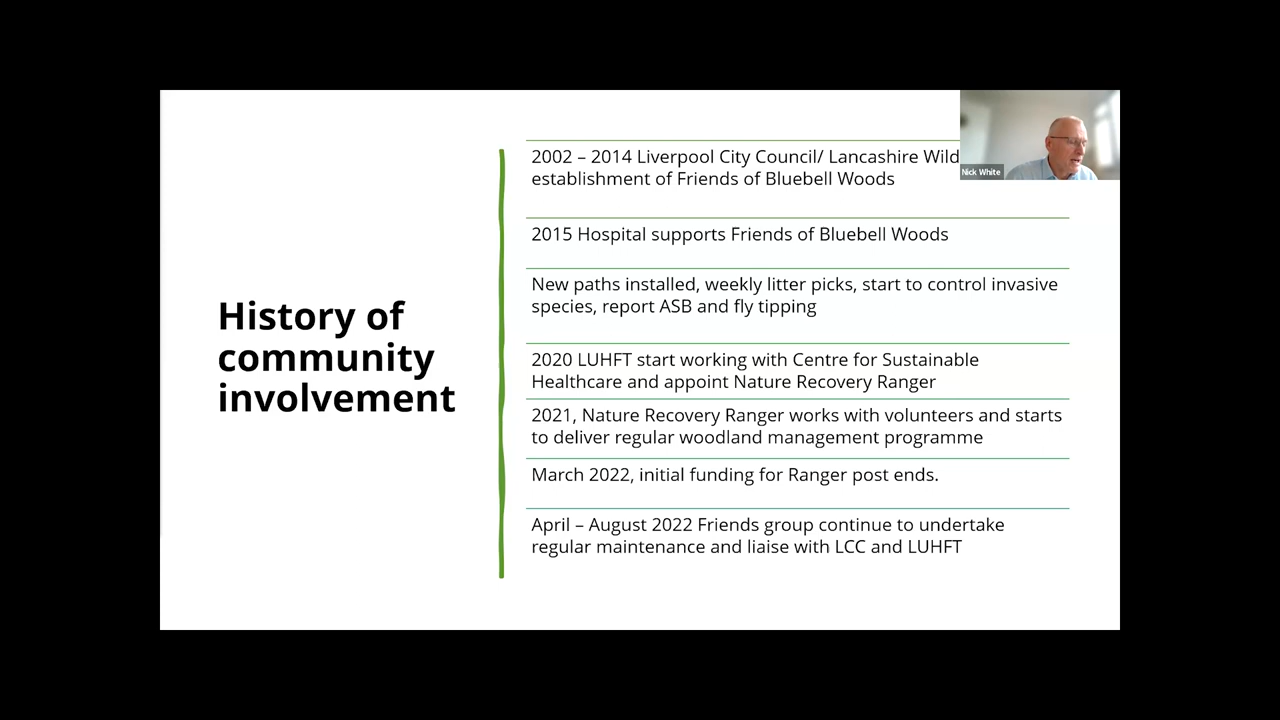 History of
community
involvement
2002 – 2014 Liverpool City Council/ Lancashire Wild
establishment of Friends of Bluebell Woods
2015 Hospital supports Friends of Bluebell Woods
New paths installed, weekly litter picks, start to control invasive
species, report ASB and fly tipping
2020 LUHFT start working with Centre for Sustainable
Healthcare and appoint Nature Recovery Ranger
2021, Nature Recovery Ranger works with volunteers and starts
to deliver regular woodland management programme
March 2022, initial funding for Ranger post ends.
April – August 2022 Friends group continue to undertake
regular maintenance and liaise with LCC and LUHFT
Nick White